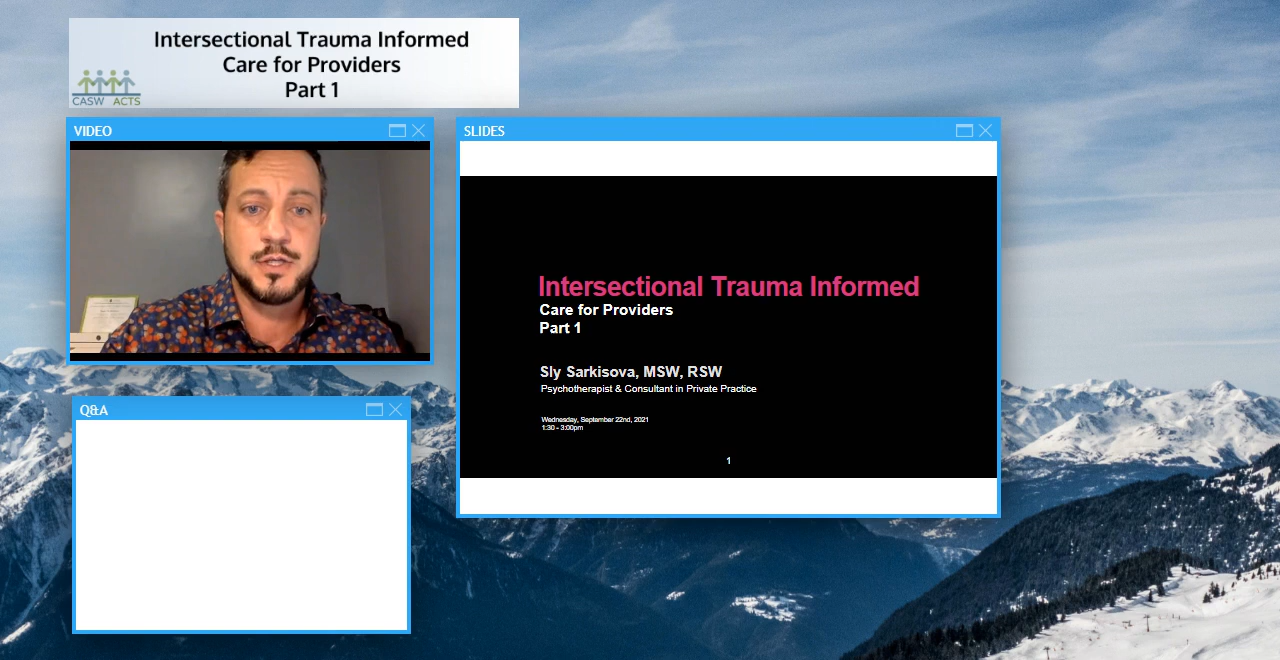 Intersectional Trauma Informed
Care for Providers
Part 1
CASW ACTS
VIDEO
SLIDES
Intersectional Trauma Informed
Care for Providers
Part 1
Sly Sarkisova, MSW, RSW
Psychotherapist & Consultant in Private Practice
Wednesday, September 22nd, 2021
1:30 - 3:00pm
1
Q&A